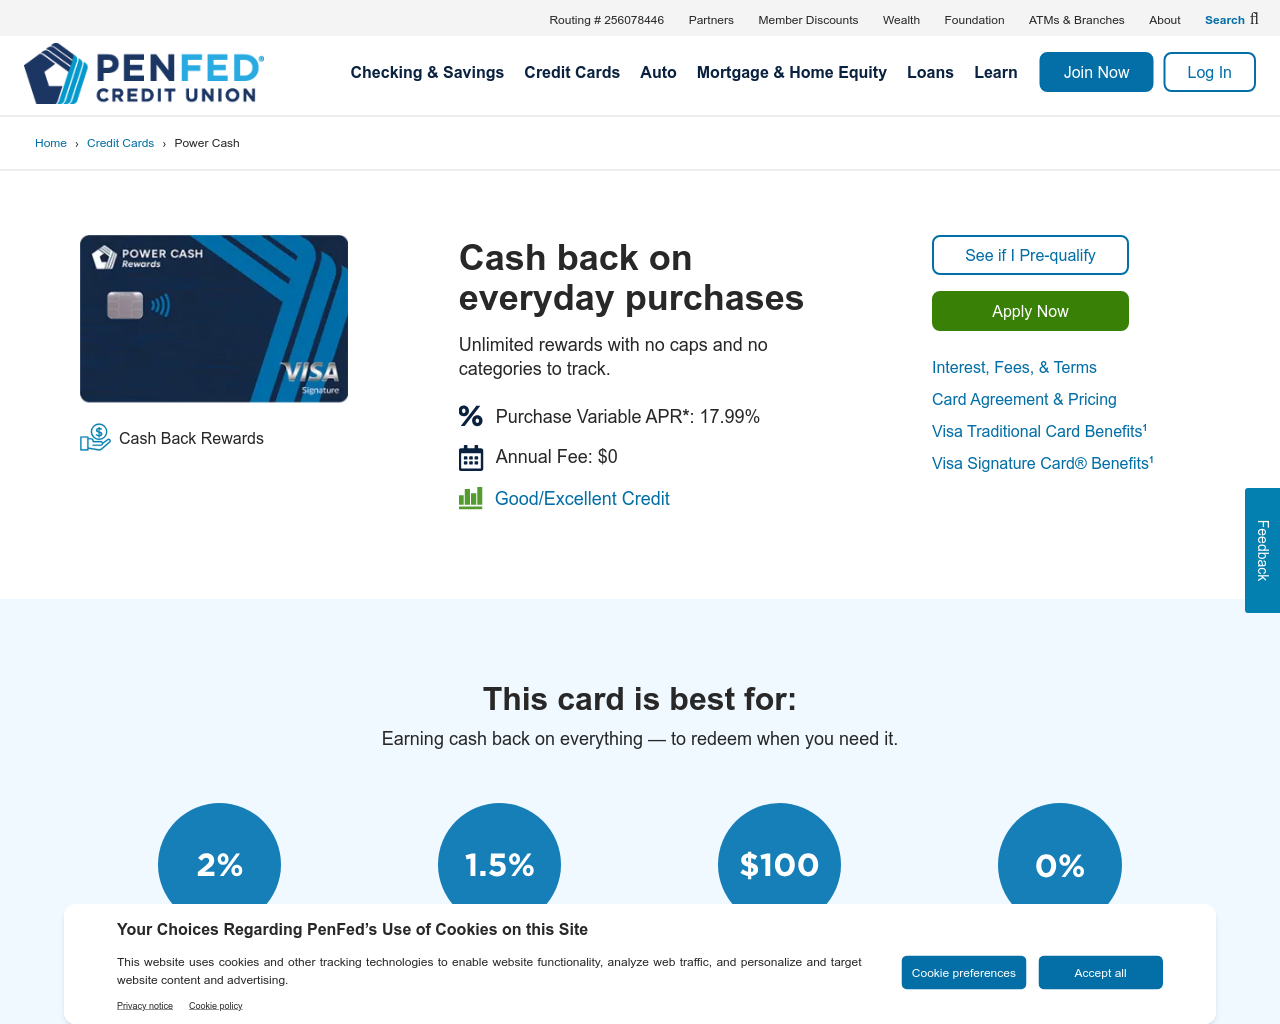 Routing # 256078446 Partners Member Discounts Wealth Foundation ATMs & Branches About Search
PENFED® CREDIT UNION
Checking & Savings Credit Cards Auto Mortgage & Home Equity Loans Learn Join Now Log In
Home › Credit Cards › Power Cash
POWER CASH
Rewards
VISA
Signature
Cash Back Rewards
Cash back on
everyday purchases
Unlimited rewards with no caps and no
categories to track.
% Purchase Variable APR*: 17.99%
Annual Fee: $0
Good/Excellent Credit
See if I Pre-qualify
Apply Now
Interest, Fees, & Terms
Card Agreement & Pricing
Visa Traditional Card Benefits¹
Visa Signature Card® Benefits¹
Feedback
This card is best for:
Earning cash back on everything — to redeem when you need it.
2% 1.5% $100 0%
Your Choices Regarding PenFed’s Use of Cookies on this Site
This website uses cookies and other tracking technologies to enable website functionality, analyze web traffic, and personalize and target
website content and advertising.
Privacy notice Cookie policy
Cookie preferences Accept all